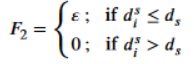 F₂ = { ε ; if dᵢˢ ≤ dₛ
0 ; if dᵢˢ > dₛ